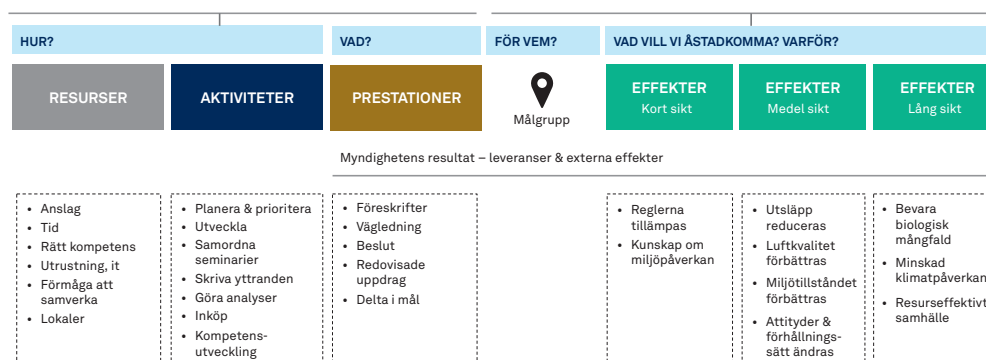 HUR?
VAD?
FÖR VEM?
VAD VILL VI ÅSTADKOMMA? VARFÖR?
RESURSER
AKTIVITETER
PRESTATIONER
Målgrupp
EFFEKTER
Kort sikt
EFFEKTER
Medel sikt
EFFEKTER
Lång sikt
Myndighetens resultat – leveranser & externa effekter
• Anslag
• Tid
• Rätt kompetens
• Utrustning, it
• Förmåga att
samverka
• Lokaler
• Planera & prioritera
• Utveckla
• Samordna
seminarier
• Skriva yttranden
• Göra analyser
• Inköp
• Kompetens-
utveckling
• Föreskrifter
• Vägledning
• Beslut
• Redovisade
uppdrag
• Delta i mål
• Reglerna
tillämpas
• Kunskap om
miljöpåverkan
• Utsläpp
reduceras
• Luftkvalitet
förbättras
• Miljötillståndet
förbättras
• Attityder &
förhållnings-
sätt ändras
• Bevara
biologisk
mångfald
• Minskad
klimatpåverkan
• Resurseffektivt
samhälle